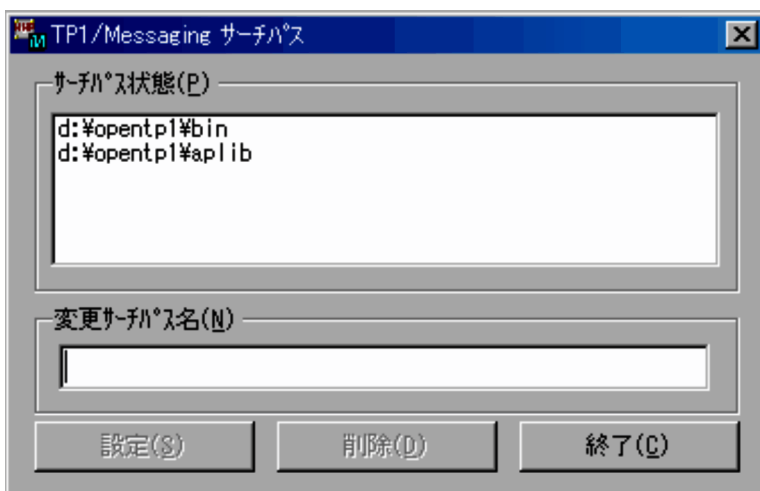 TP1/Messaging サーチパス
サーチパス状態(P)
d:¥opentp1¥bin
d:¥opentp1¥aplib
変更サーチパス名(N)
設定(S)
削除(D)
終了(C)